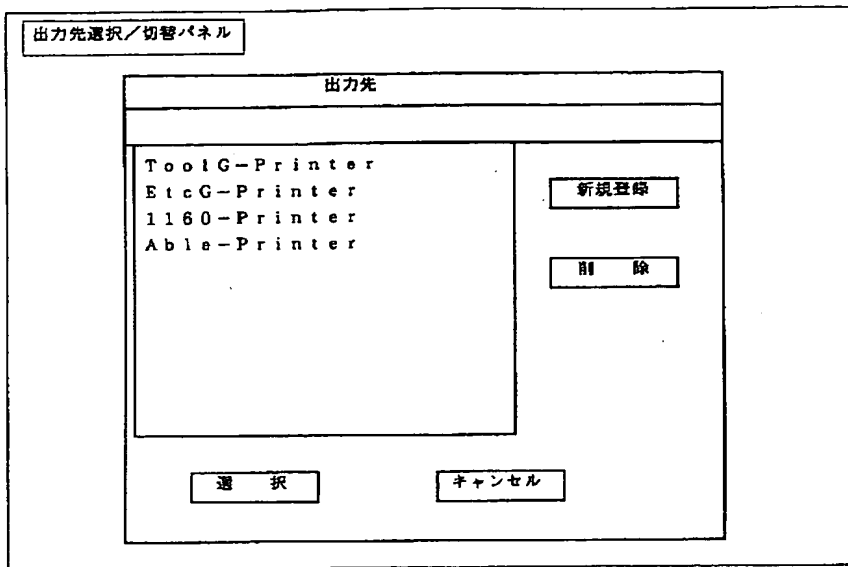 出力先選択／切替パネル
出力先
ToolG-Printer
EtcG-Printer
1160-Printer
Able-Printer
新規登録
削　除
選　択
キャンセル